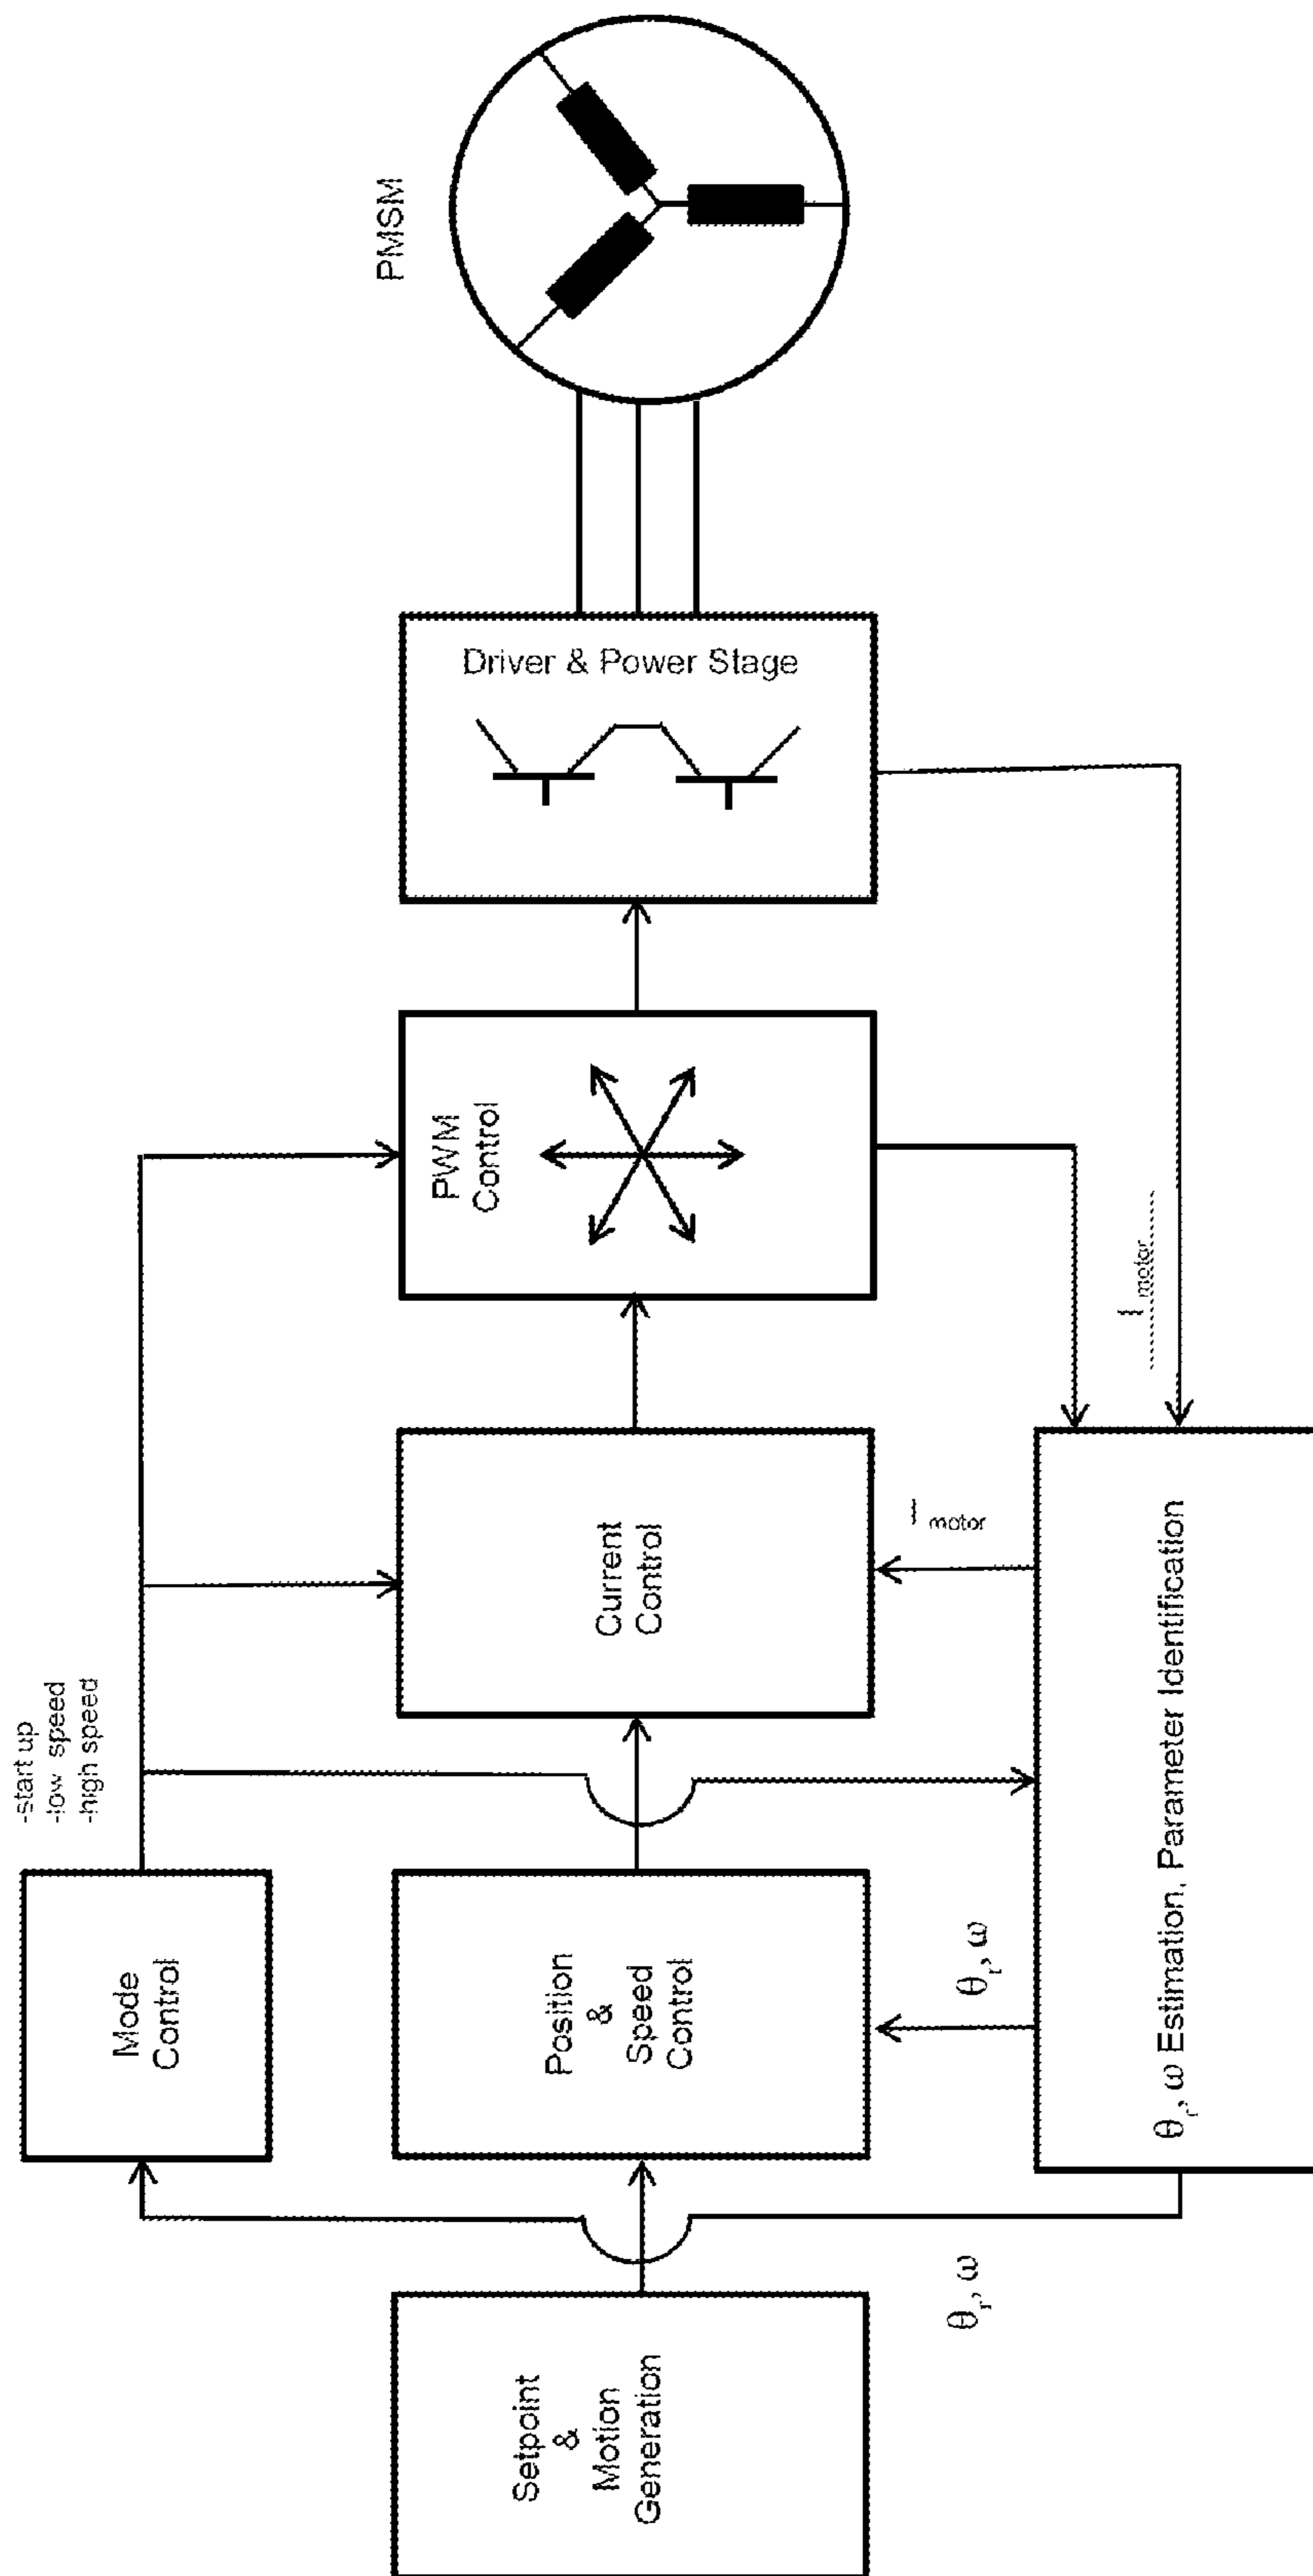 -start up
-low speed
-high speed
Mode
Control
Setpoint
&
Motion
Generation
Position
&
Speed
Control
Current
Control
PWM
Control
Driver & Power Stage
PMSM
θr, ω
θr, ω
I motor
I motor
θr, ω Estimation, Parameter Identification